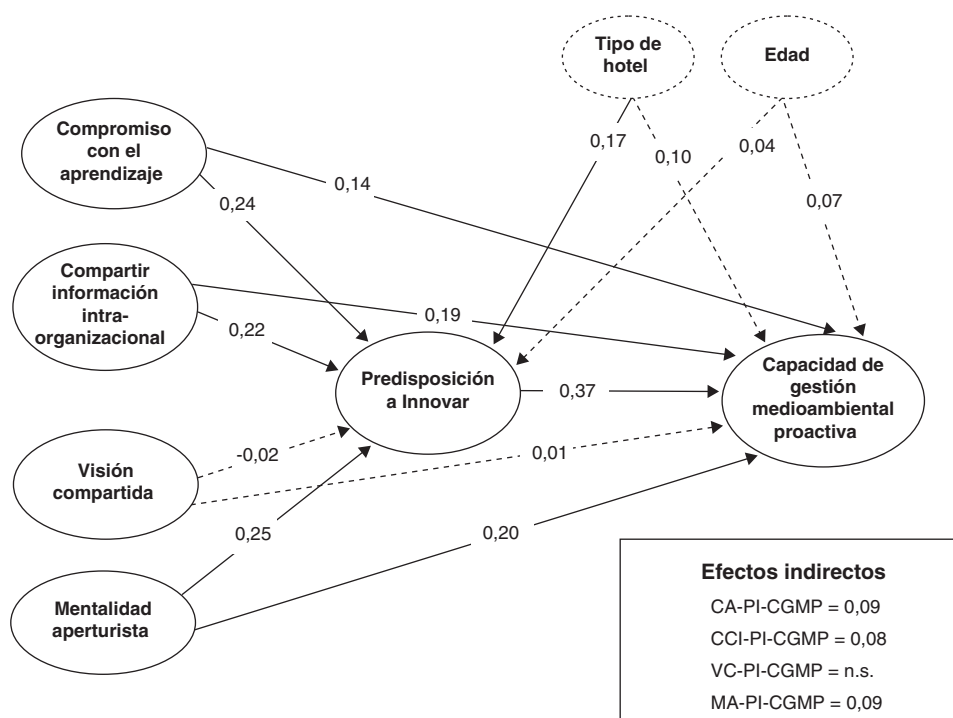 Tipo de
hotel
Edad
Compromiso
con el
aprendizaje
0,17
0,04
0,10
0,14
0,07
0,24
Compartir
información
intra-
organizacional
0,19
0,22
Predisposición
a Innovar
0,37
Capacidad de
gestión
medioambiental
proactiva
Visión
compartida
-0,02
0,01
0,25
0,20
Mentalidad
aperturista
Efectos indirectos
CA-PI-CGMP = 0,09
CCI-PI-CGMP = 0,08
VC-PI-CGMP = n.s.
MA-PI-CGMP = 0,09